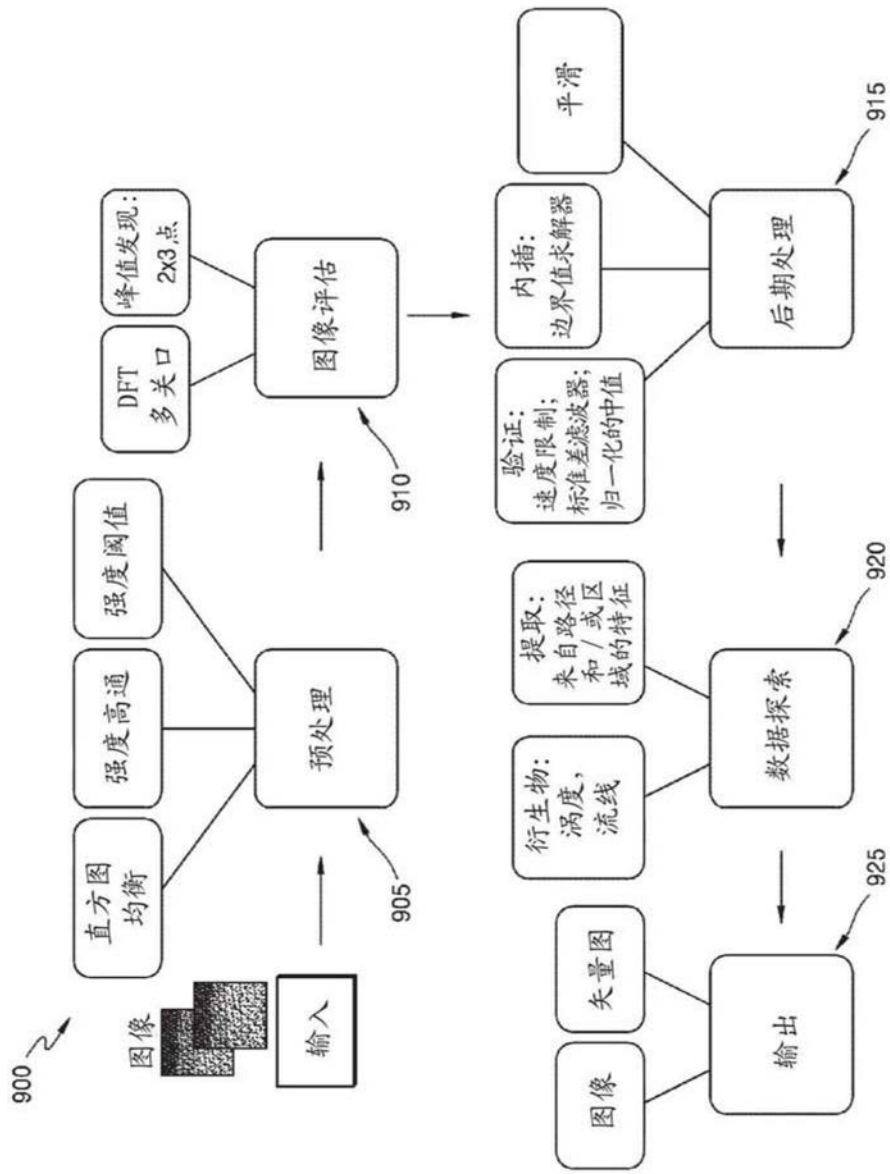 900
图像
输入
直方图
均衡
强度高通
强度阈值
预处理
905
DFT
多关口
峰值发现:
2x3点
图像评估
910
验证:
速度限制;
标准差滤波器;
归一化的中值
内插:
边界值求解器
平滑
后期处理
915
衍生物:
涡度,
流线
提取:
来自路径
和/或区
域的特征
数据探索
920
图像
矢量图
输出
925